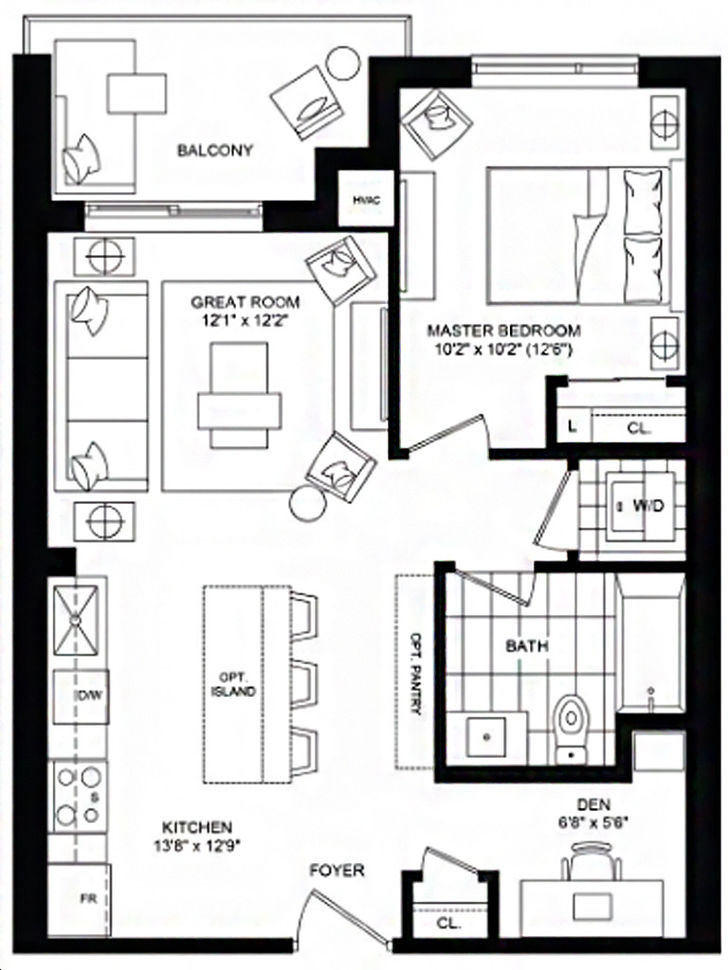 BALCONY
HVAC
GREAT ROOM
12'1" x 12'2"
MASTER BEDROOM
10'2" x 10'2" (12'6")
L
CL.
W/D
BATH
OPT. PANTRY
OPT.
ISLAND
D/W
S
KITCHEN
13'8" x 12'9"
DEN
6'8" x 5'6"
FOYER
FR
CL.